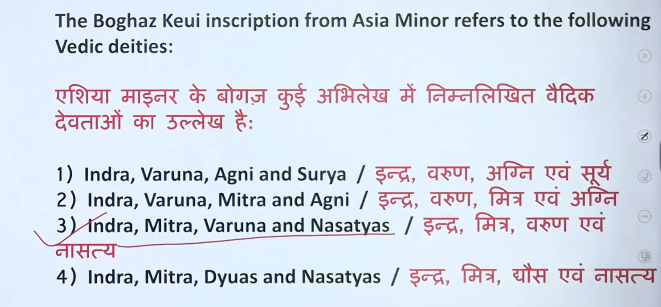 The Boghaz Keui inscription from Asia Minor refers to the following
Vedic deities:
एशिया माइनर के बोगज़ कुई अभिलेख में निम्नलिखित वैदिक
देवताओं का उल्लेख है:
1) Indra, Varuna, Agni and Surya / इन्द्र, वरुण, अग्नि एवं सूर्य
2) Indra, Varuna, Mitra and Agni / इन्द्र, वरुण, मित्र एवं अग्नि
3) Indra, Mitra, Varuna and Nasatyas / इन्द्र, मित्र, वरुण एवं
नासत्य
4) Indra, Mitra, Dyuas and Nasatyas / इन्द्र, मित्र, द्यौस एवं नासत्य